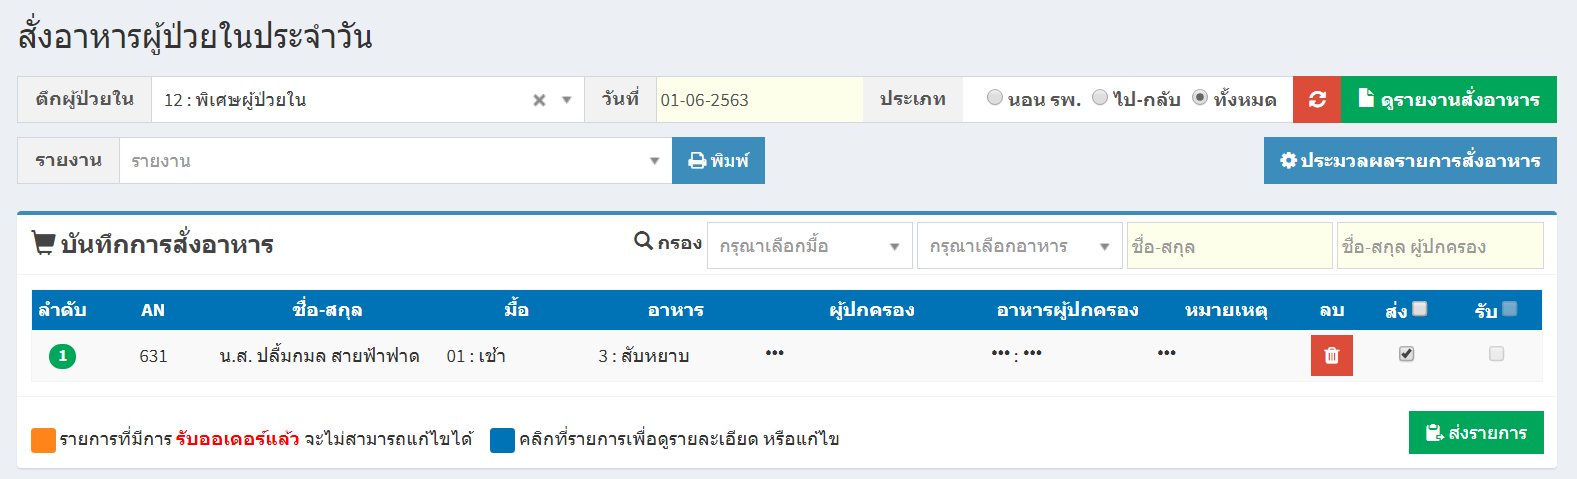 สั่งอาหารผู้ป่วยในประจำวัน
ตึกผู้ป่วยใน 12 : พิเศษผู้ป่วยใน วันที่ 01-06-2563 ประเภท นอน รพ. ไป-กลับ ทั้งหมด ดูรายงานสั่งอาหาร
รายงาน รายงาน พิมพ์ ประมวลผลรายการสั่งอาหาร
บันทึกการสั่งอาหาร กรอง กรุณาเลือกมื้อ กรุณาเลือกอาหาร ชื่อ-สกุล ชื่อ-สกุล ผู้ปกครอง
ลำดับ AN ชื่อ-สกุล มื้อ อาหาร ผู้ปกครอง อาหารผู้ปกครอง หมายเหตุ ลบ ส่ง รับ
1 631 น.ส. ปลื้มกมล สายฟ้าฟาด 01 : เช้า 3 : สับหยาบ ••• ••• : ••• •••
รายการที่มีการ รับออเดอร์แล้ว จะไม่สามารถแก้ไขได้ คลิกที่รายการเพื่อดูรายละเอียด หรือแก้ไข ส่งรายการ